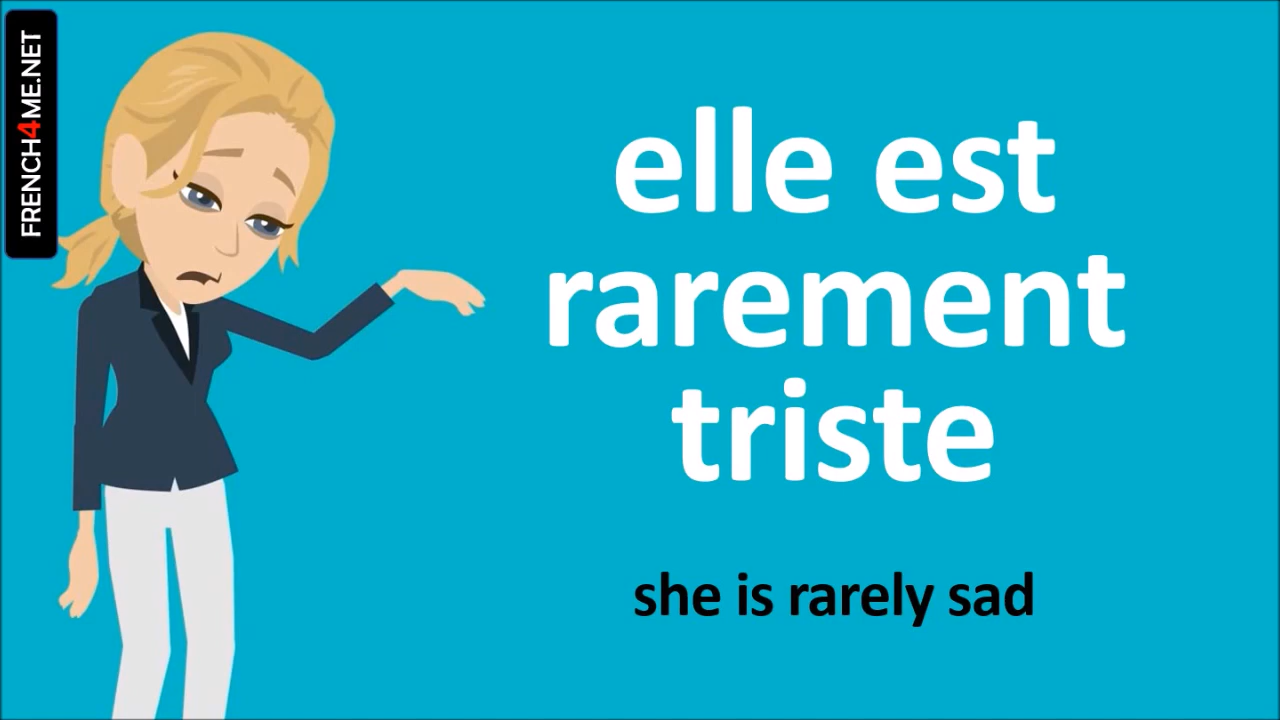 FRENCH4ME.NET
elle est
rarement
triste
she is rarely sad